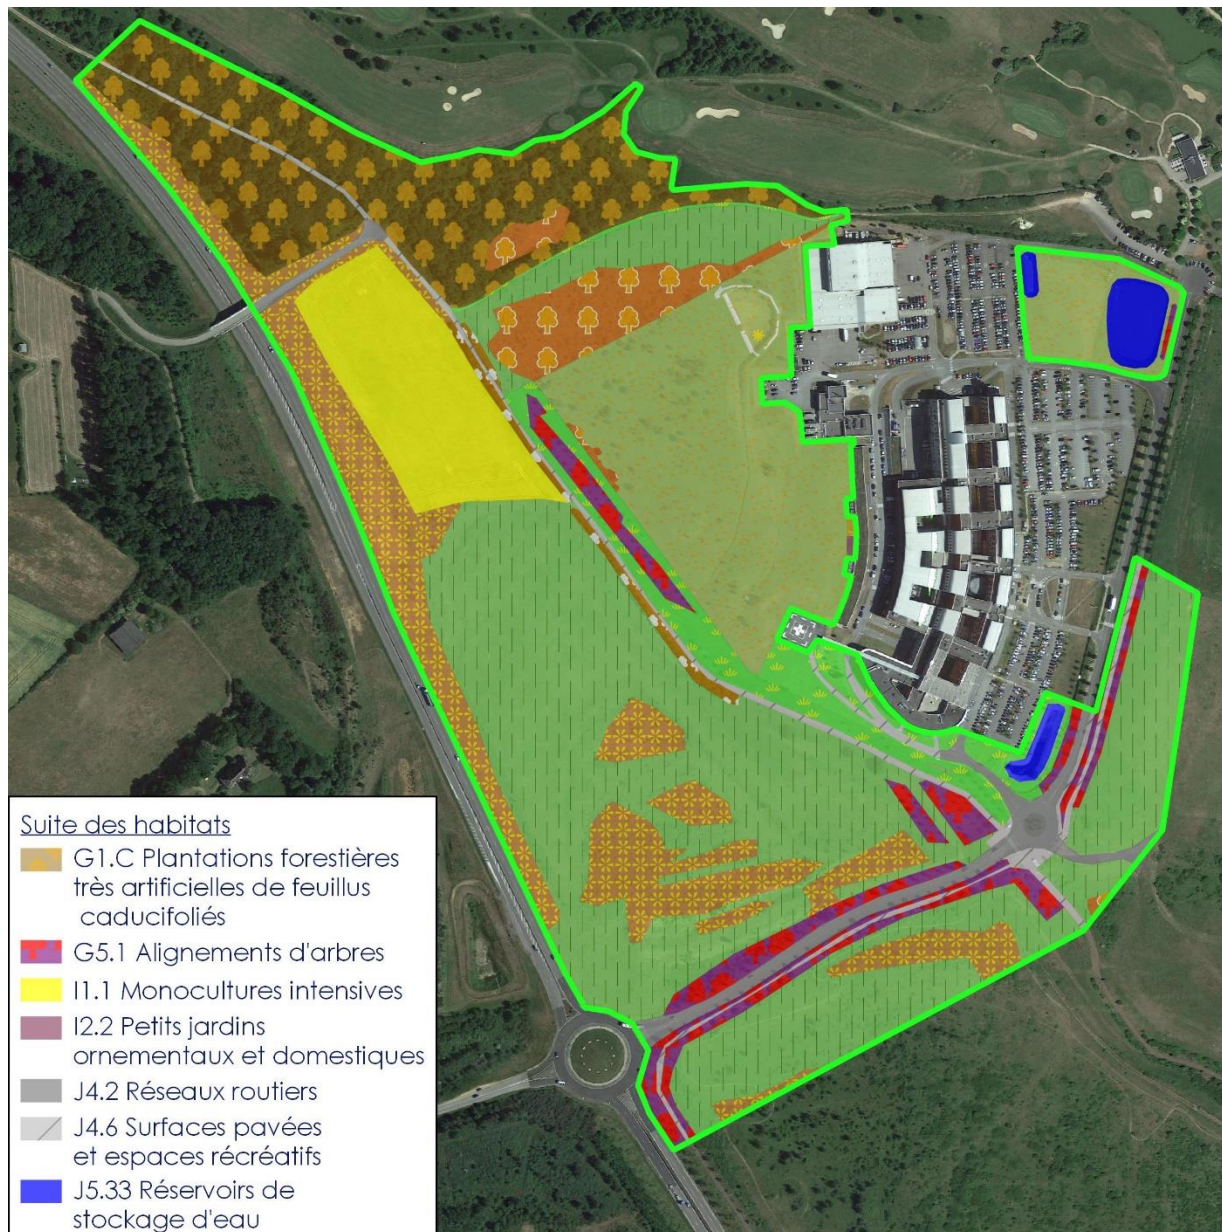 Suite des habitats
G1.C Plantations forestières
très artificielles de feuillus
caducifoliés
G5.1 Alignements d'arbres
I1.1 Monocultures intensives
I2.2 Petits jardins
ornementaux et domestiques
J4.2 Réseaux routiers
J4.6 Surfaces pavées
et espaces récréatifs
J5.33 Réservoirs de
stockage d'eau